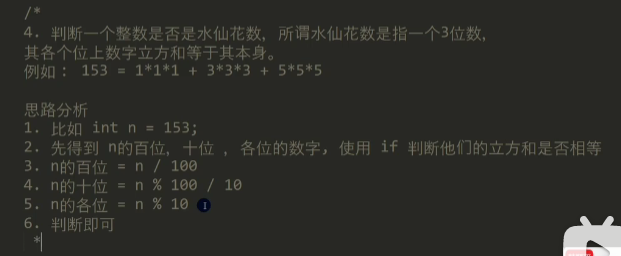 /*
4. 判断一个整数是否是水仙花数，所谓水仙花数是指一个3位数，
其各个位上数字立方和等于其本身。
例如： 153 = 1*1*1 + 3*3*3 + 5*5*5
思路分析
1. 比如 int n = 153;
2. 先得到 n的百位，十位 ，各位的数字，使用 if 判断他们的立方和是否相等
3. n的百位 = n / 100
4. n的十位 = n % 100 / 10
5. n的各位 = n % 10
6. 判断即可
*